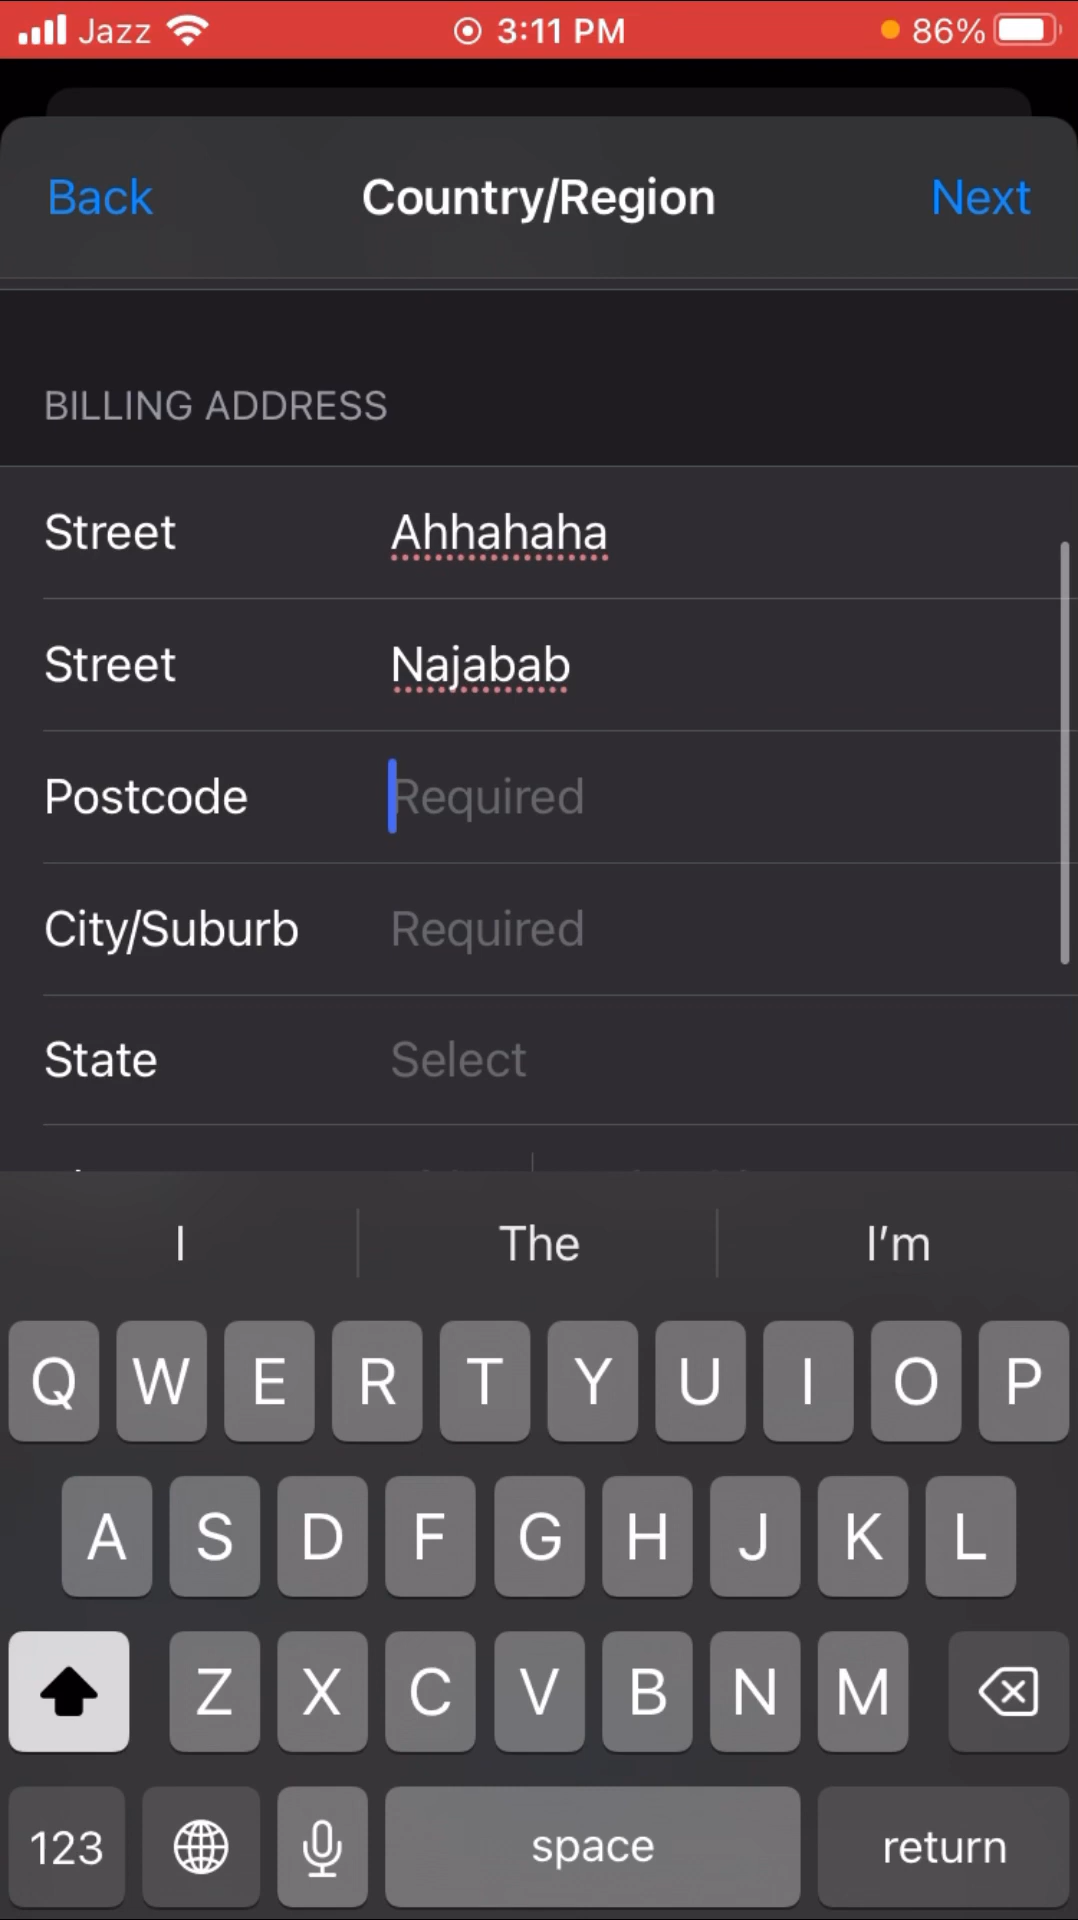 Jazz 3:11 PM 86%
Back Country/Region Next
BILLING ADDRESS
Street Ahhahaha
Street Najabab
Postcode Required
City/Suburb Required
State Select
I The I'm
Q W E R T Y U I O P
A S D F G H J K L
Z X C V B N M
123 space return